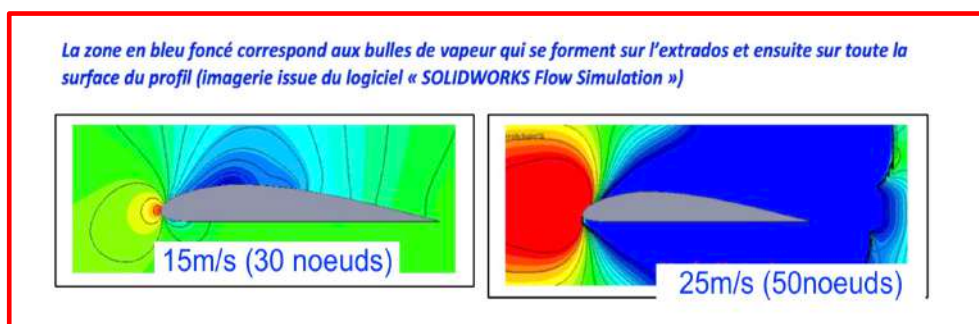 La zone en bleu foncé correspond aux bulles de vapeur qui se forment sur l'extrados et ensuite sur toute la
surface du profil (imagerie issue du logiciel « SOLIDWORKS Flow Simulation »)
15m/s (30 noeuds)
25m/s (50noeuds)